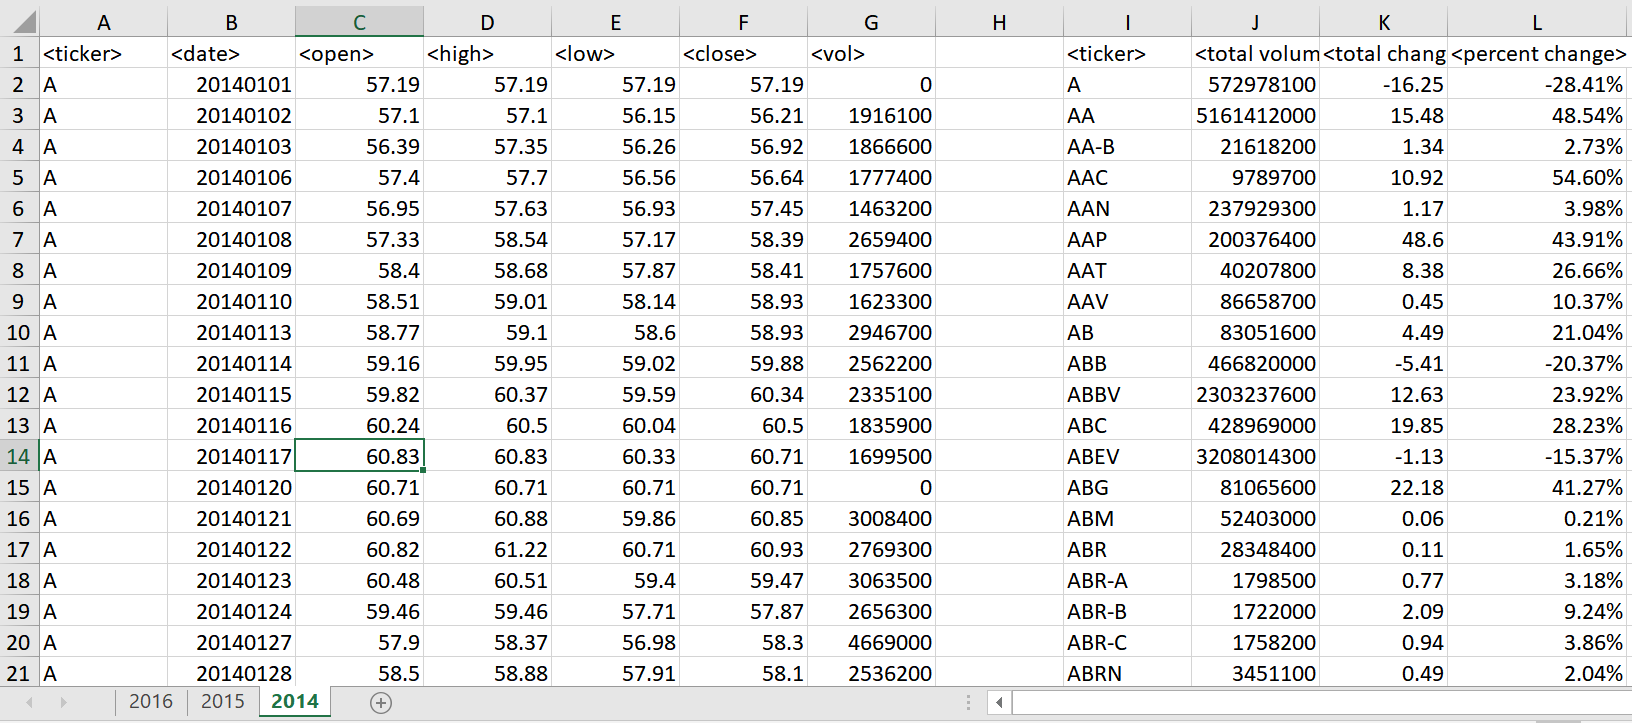 A B C D E F G H I J K L
1 <ticker> <date> <open> <high> <low> <close> <vol> <ticker> <total volum <total chang <percent change>
2 A 20140101 57.19 57.19 57.19 57.19 0 A 572978100 -16.25 -28.41%
3 A 20140102 57.1 57.1 56.15 56.21 1916100 AA 5161412000 15.48 48.54%
4 A 20140103 56.39 57.35 56.26 56.92 1866600 AA-B 21618200 1.34 2.73%
5 A 20140106 57.4 57.7 56.56 56.64 1777400 AAC 9789700 10.92 54.60%
6 A 20140107 56.95 57.63 56.93 57.45 1463200 AAN 237929300 1.17 3.98%
7 A 20140108 57.33 58.54 57.17 58.39 2659400 AAP 200376400 48.6 43.91%
8 A 20140109 58.4 58.68 57.87 58.41 1757600 AAT 40207800 8.38 26.66%
9 A 20140110 58.51 59.01 58.14 58.93 1623300 AAV 86658700 0.45 10.37%
10 A 20140113 58.77 59.1 58.6 58.93 2946700 AB 83051600 4.49 21.04%
11 A 20140114 59.16 59.95 59.02 59.88 2562200 ABB 466820000 -5.41 -20.37%
12 A 20140115 59.82 60.37 59.59 60.34 2335100 ABBV 2303237600 12.63 23.92%
13 A 20140116 60.24 60.5 60.04 60.5 1835900 ABC 428969000 19.85 28.23%
14 A 20140117 60.83 60.83 60.33 60.71 1699500 ABEV 3208014300 -1.13 -15.37%
15 A 20140120 60.71 60.71 60.71 60.71 0 ABG 81065600 22.18 41.27%
16 A 20140121 60.69 60.88 59.86 60.85 3008400 ABM 52403000 0.06 0.21%
17 A 20140122 60.82 61.22 60.71 60.93 2769300 ABR 28348400 0.11 1.65%
18 A 20140123 60.48 60.51 59.4 59.47 3063500 ABR-A 1798500 0.77 3.18%
19 A 20140124 59.46 59.46 57.71 57.87 2656300 ABR-B 1722000 2.09 9.24%
20 A 20140127 57.9 58.37 56.98 58.3 4669000 ABR-C 1758200 0.94 3.86%
21 A 20140128 58.5 58.88 57.91 58.1 2536200 ABRN 3451100 0.49 2.04%
2016 2015 2014